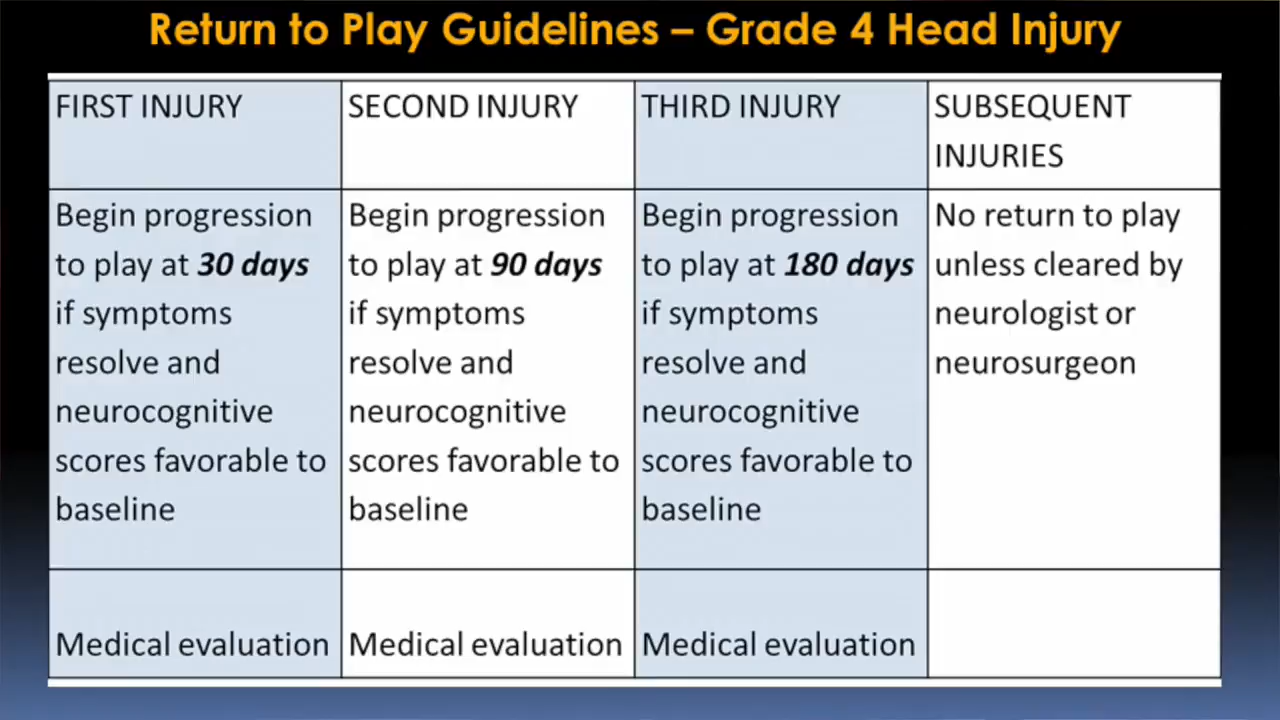 Return to Play Guidelines – Grade 4 Head Injury
FIRST INJURY
SECOND INJURY
THIRD INJURY
SUBSEQUENT
INJURIES
Begin progression
to play at 30 days
if symptoms
resolve and
neurocognitive
scores favorable to
baseline
Begin progression
to play at 90 days
if symptoms
resolve and
neurocognitive
scores favorable to
baseline
Begin progression
to play at 180 days
if symptoms
resolve and
neurocognitive
scores favorable to
baseline
No return to play
unless cleared by
neurologist or
neurosurgeon
Medical evaluation
Medical evaluation
Medical evaluation